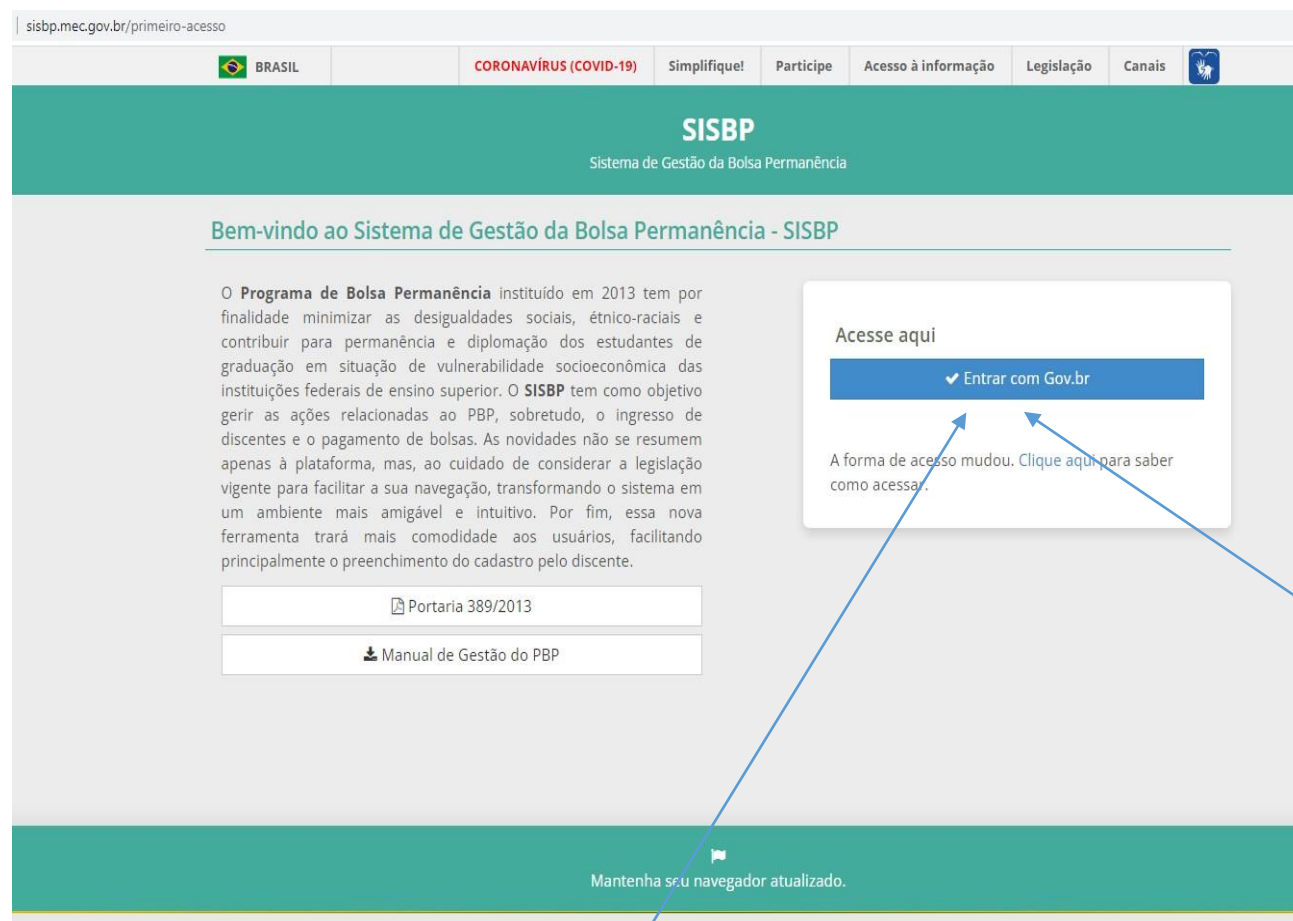 sisbp.mec.gov.br/primeiro-acesso
BRASIL
CORONAVÍRUS (COVID-19)
Simplifique!
Participe
Acesso à informação
Legislação
Canais
SISBP
Sistema de Gestão da Bolsa Permanência
Bem-vindo ao Sistema de Gestão da Bolsa Permanência - SISBP
O Programa de Bolsa Permanência instituído em 2013 tem por
finalidade minimizar as desigualdades sociais, étnico-raciais e
contribuir para permanência e diplomação dos estudantes de
graduação em situação de vulnerabilidade socioeconômica das
instituições federais de ensino superior. O SISBP tem como objetivo
gerir as ações relacionadas ao PBP, sobretudo, o ingresso de
discentes e o pagamento de bolsas. As novidades não se resumem
apenas à plataforma, mas, ao cuidado de considerar a legislação
vigente para facilitar a sua navegação, transformando o sistema em
um ambiente mais amigável e intuitivo. Por fim, essa nova
ferramenta trará mais comodidade aos usuários, facilitando
principalmente o preenchimento do cadastro pelo discente.
Portaria 389/2013
Manual de Gestão do PBP
Acesse aqui
Entrar com Gov.br
A forma de acesso mudou. Clique aqui para saber
como acessar.
Mantenha seu navegador atualizado.